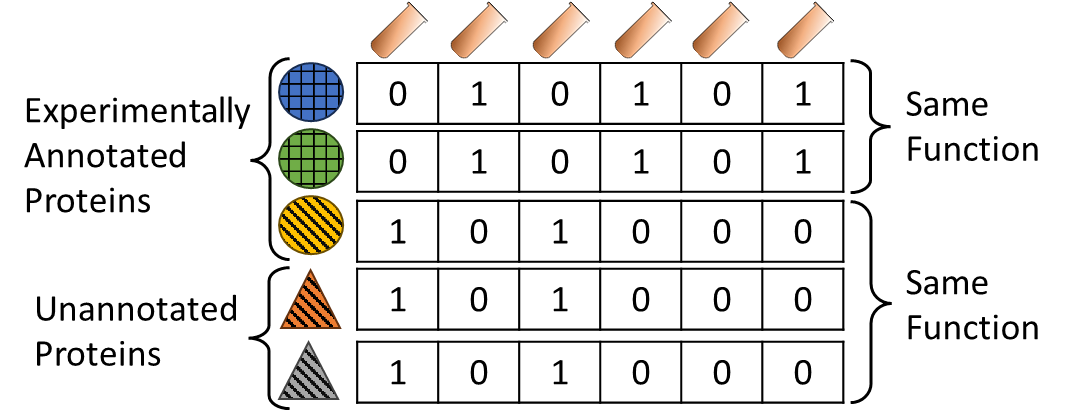 Experimentally
Annotated
Proteins
0 1 0 1 0 1
0 1 0 1 0 1
Same
Function
1 0 1 0 0 0
Unannotated
Proteins
1 0 1 0 0 0
1 0 1 0 0 0
Same
Function